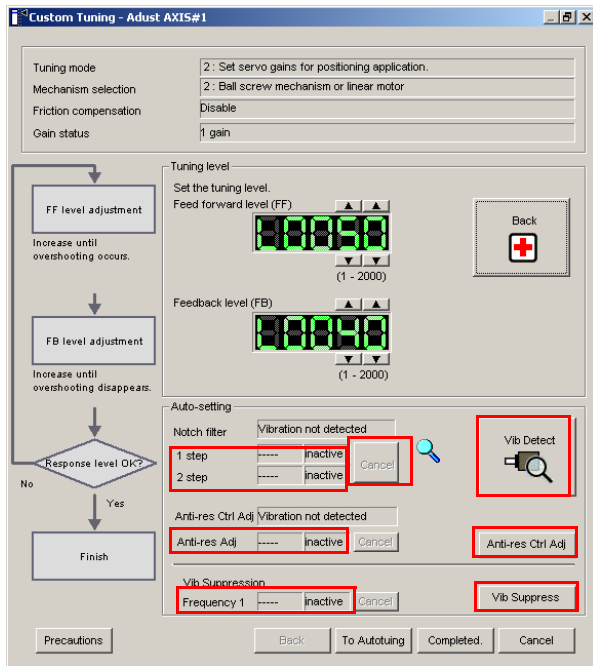 Custom Tuning - Adust AXIS#1
Tuning mode
2 : Set servo gains for positioning application.
Mechanism selection
2 : Ball screw mechanism or linear motor
Friction compensation
Disable
Gain status
1 gain
FF level adjustment
Increase until
overshooting occurs.
FB level adjustment
Increase until
overshooting disappears.
Response level OK?
No
Yes
Finish
Tuning level
Set the tuning level.
Feed forward level (FF)
L0050
(1 - 2000)
Feedback level (FB)
L0040
(1 - 2000)
Back
Auto-setting
Notch filter
Vibration not detected
1 step
-----
inactive
2 step
-----
inactive
Cancel
Vib Detect
Anti-res Ctrl Adj
Vibration not detected
Anti-res Adj
-----
inactive
Cancel
Anti-res Ctrl Adj
Vib Suppression
Frequency 1
-----
inactive
Cancel
Vib Suppress
Precautions
Back
To Autotuing
Completed.
Cancel